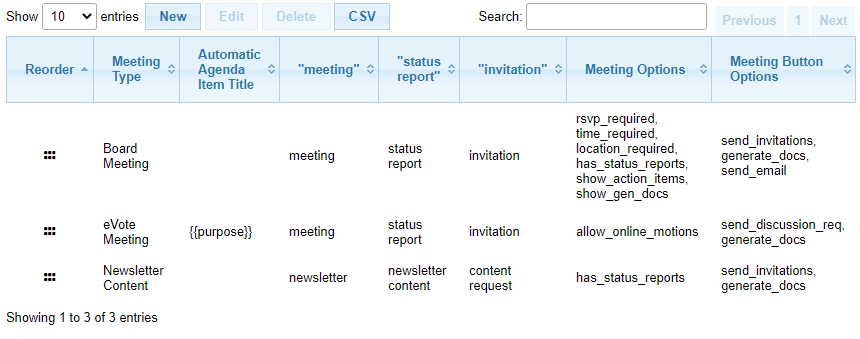 Show 10 entries New Edit Delete CSV Search: Previous 1 Next
Reorder Meeting Type Automatic Agenda Item Title "meeting" "status report" "invitation" Meeting Options Meeting Button Options
Board Meeting meeting status report invitation rsvp_required, time_required, location_required, has_status_reports, show_action_items, show_gen_docs send_invitations, generate_docs, send_email
eVote Meeting {{purpose}} meeting status report invitation allow_online_motions send_discussion_req, generate_docs
Newsletter Content newsletter newsletter content content request has_status_reports send_invitations, generate_docs
Showing 1 to 3 of 3 entries